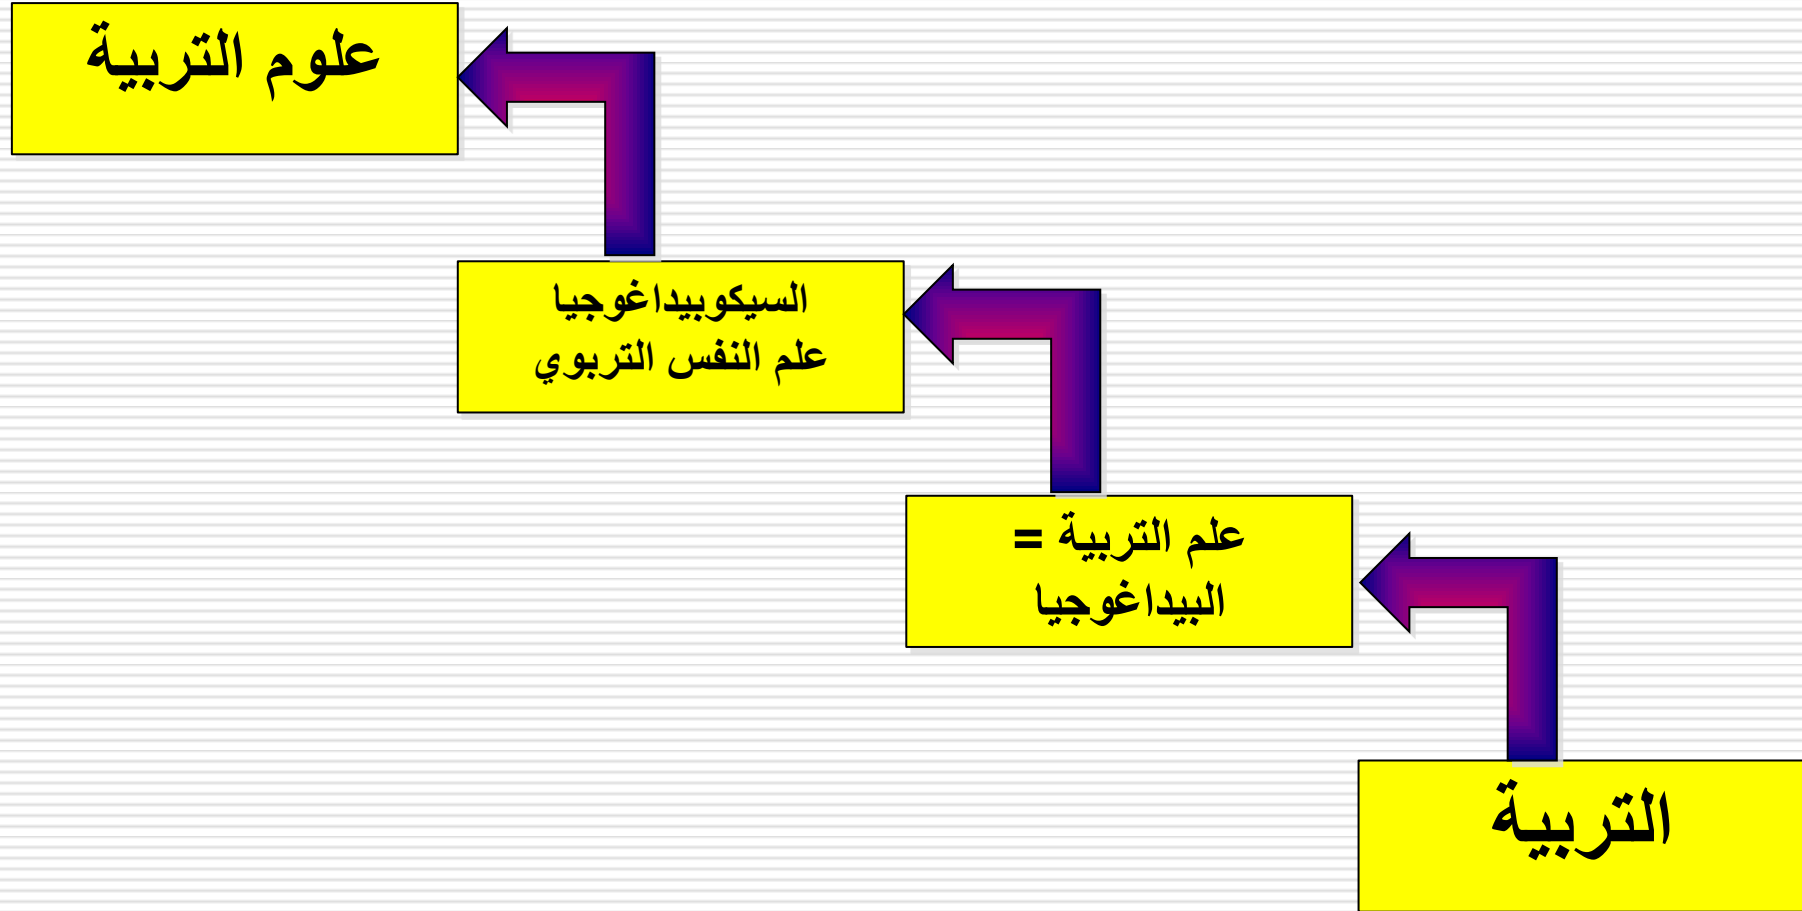 علوم التربية
السيكوبيداغوجيا
علم النفس التربوي
علم التربية =
البيداغوجيا
التربية